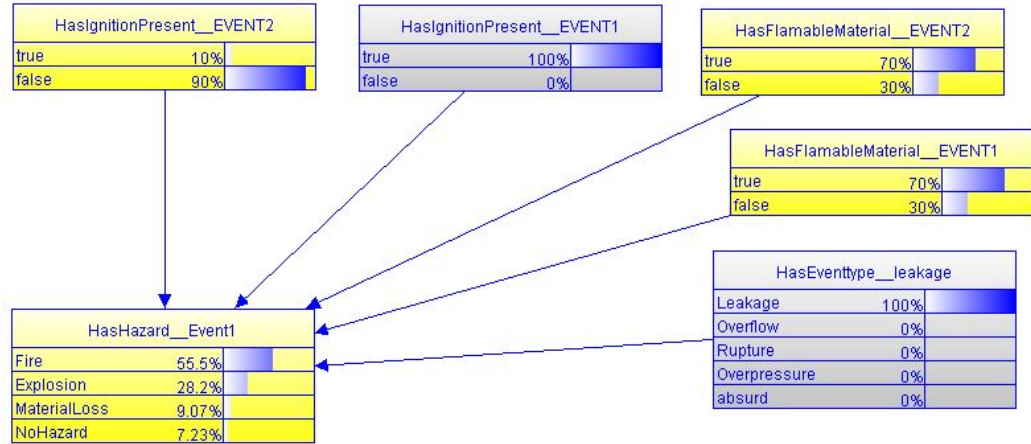 HasIgnitionPresent__EVENT2
true 10%
false 90%
HasIgnitionPresent__EVENT1
true 100%
false 0%
HasFlamableMaterial__EVENT2
true 70%
false 30%
HasFlamableMaterial__EVENT1
true 70%
false 30%
HasEventtype__leakage
Leakage 100%
Overflow 0%
Rupture 0%
Overpressure 0%
absurd 0%
HasHazard__Event1
Fire 55.5%
Explosion 28.2%
MaterialLoss 9.07%
NoHazard 7.23%